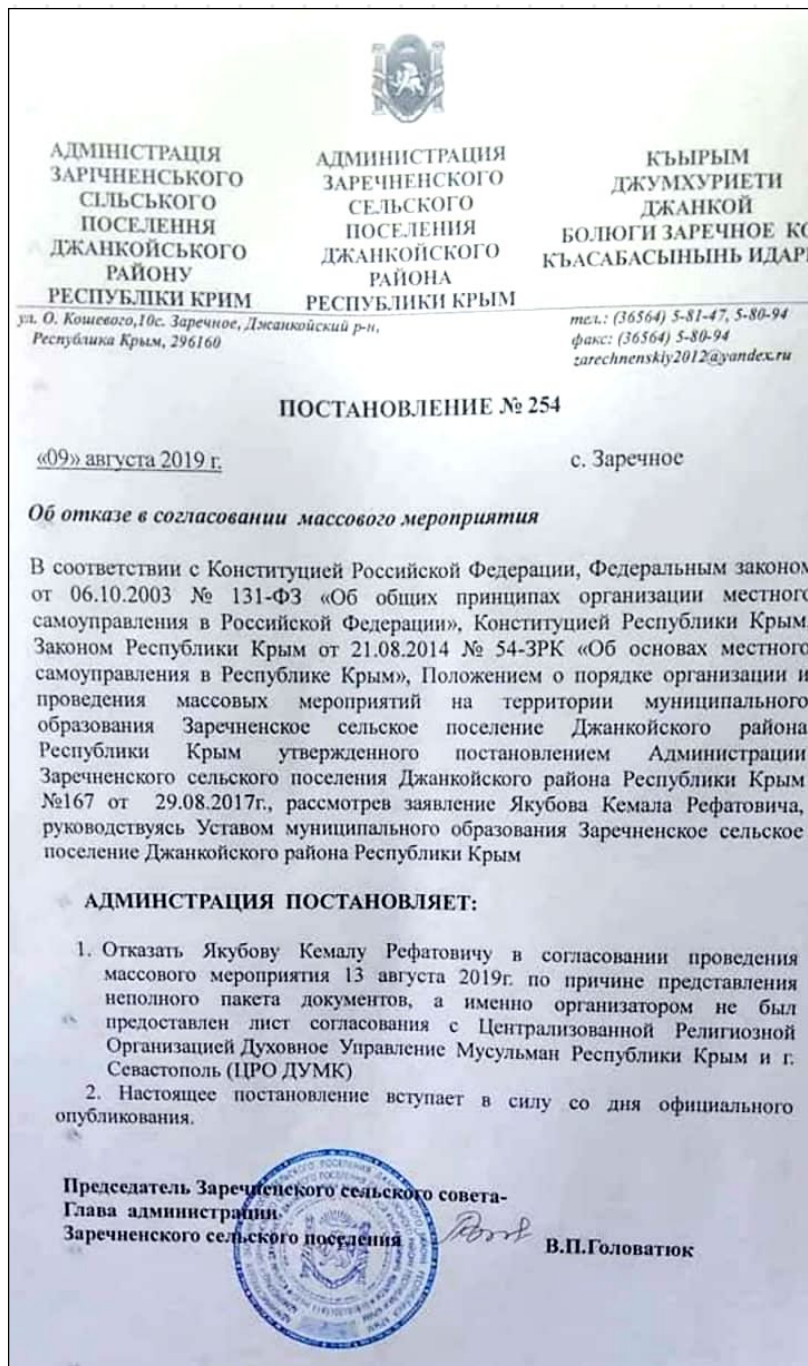 АДМІНІСТРАЦІЯ
ЗАРІЧНЕНСЬКОГО
СІЛЬСЬКОГО
ПОСЕЛЕННЯ
ДЖАНКОЙСЬКОГО
РАЙОНУ
РЕСПУБЛІКИ КРИМ
АДМИНИСТРАЦИЯ
ЗАРЕЧНЕНСКОГО
СЕЛЬСКОГО
ПОСЕЛЕНИЯ
ДЖАНКОЙСКОГО
РАЙОНА
РЕСПУБЛИКИ КРЫМ
КЪЫРЫМ
ДЖУМХУРИЕТИ
ДЖАНКОЙ
БОЛЮГИ ЗАРЕЧНОЕ
КЪАСАБАСЫНЫНЬ
ул. О. Кошевого,10с. Заречное, Джанкойский р-н,
Республика Крым, 296160
тел.: (36564) 5-81-47, 5-80-94
факс: (36564) 5-80-94
zarechnenskiy2012@yandex.ru
ПОСТАНОВЛЕНИЕ № 254
«09» августа 2019 г. с. Заречное
Об отказе в согласовании массового мероприятия
В соответствии с Конституцией Российской Федерации, Федеральным законом
от 06.10.2003 № 131-ФЗ «Об общих принципах организации местного
самоуправления в Российской Федерации», Конституцией Республики Крым,
Законом Республики Крым от 21.08.2014 № 54-ЗРК «Об основах местного
самоуправления в Республике Крым», Положением о порядке организации и
проведения массовых мероприятий на территории муниципального
образования Заречненское сельское поселение Джанкойского района
Республики Крым утвержденного постановлением Администрации
Заречненского сельского поселения Джанкойского района Республики Крым
№167 от 29.08.2017г., рассмотрев заявление Якубова Кемала Рефатовича,
руководствуясь Уставом муниципального образования Заречненское сельское
поселение Джанкойского района Республики Крым
АДМИНСТРАЦИЯ ПОСТАНОВЛЯЕТ:
1. Отказать Якубову Кемалу Рефатовичу в согласовании проведения
массового мероприятия 13 августа 2019г. по причине представления
неполного пакета документов, а именно организатором не был
предоставлен лист согласования с Централизованной Религиозной
Организацией Духовное Управление Мусульман Республики Крым и г.
Севастополь (ЦРО ДУМК)
2. Настоящее постановление вступает в силу со дня официального
опубликования.
Председатель Заречненского сельского совета-
Глава администрации
Заречненского сельского поселения
В.П.Головатюк